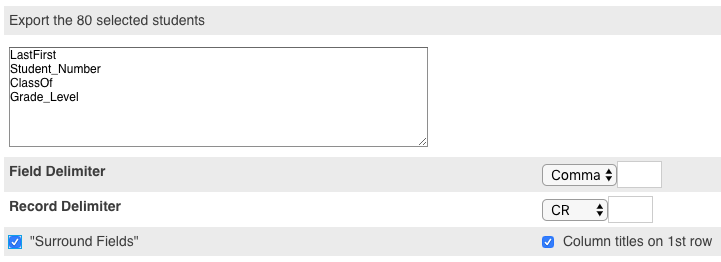 Export the 80 selected students
LastFirst
Student_Number
ClassOf
Grade_Level
Field Delimiter
Comma
Record Delimiter
CR
"Surround Fields"
Column titles on 1st row